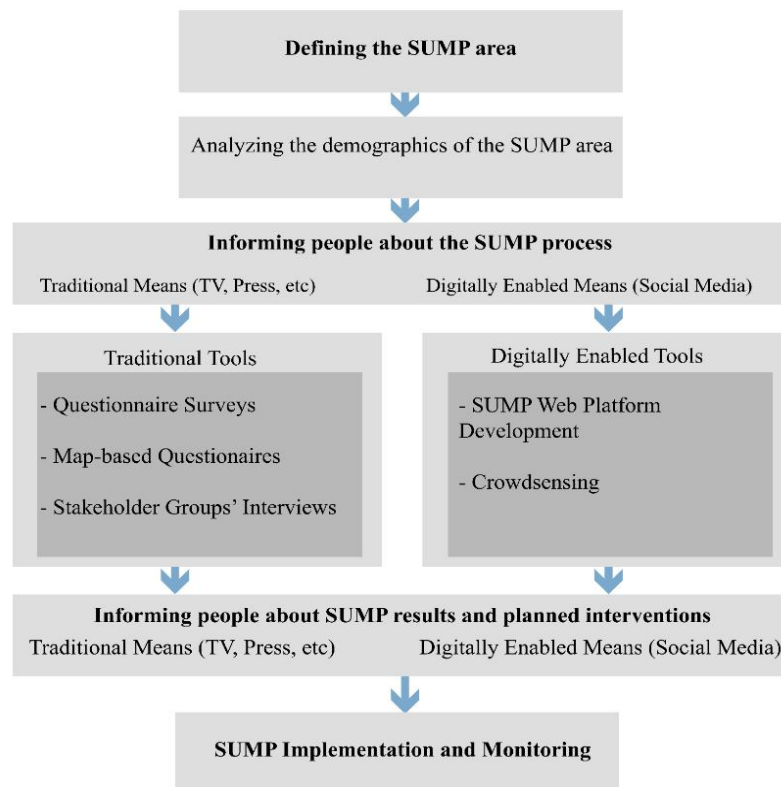 Defining the SUMP area
Analyzing the demographics of the SUMP area
Informing people about the SUMP process
Traditional Means (TV, Press, etc)
Digitally Enabled Means (Social Media)
Traditional Tools
- Questionnaire Surveys
- Map-based Questionaires
- Stakeholder Groups' Interviews
Digitally Enabled Tools
- SUMP Web Platform
Development
- Crowdsensing
Informing people about SUMP results and planned interventions
Traditional Means (TV, Press, etc)
Digitally Enabled Means (Social Media)
SUMP Implementation and Monitoring